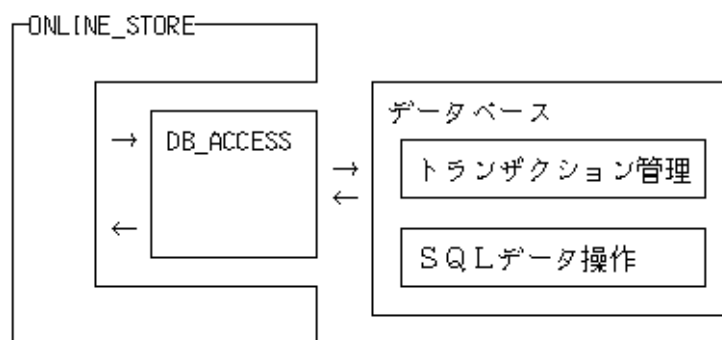 ONLINE_STORE
データベース
→ DB_ACCESS →
トランザクション管理
←
←
ＳＱＬデータ操作